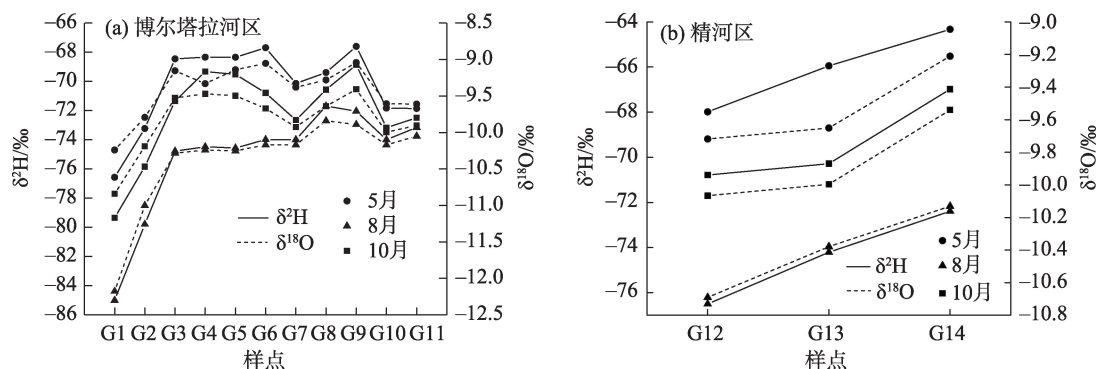 (a) 博尔塔拉河区
δ²H/‰
−66
−68
−70
−72
−74
−76
−78
−80
−82
−84
−86
δ¹⁸O/‰
−8.5
−9.0
−9.5
−10.0
−10.5
−11.0
−11.5
−12.0
−12.5
δ²H
δ¹⁸O
5月
8月
10月
G1 G2 G3 G4 G5 G6 G7 G8 G9 G10 G11
样点
(b) 精河区
δ²H/‰
−64
−66
−68
−70
−72
−74
−76
δ¹⁸O/‰
−9.0
−9.2
−9.4
−9.6
−9.8
−10.0
−10.2
−10.4
−10.6
−10.8
δ²H
δ¹⁸O
5月
8月
10月
G12 G13 G14
样点